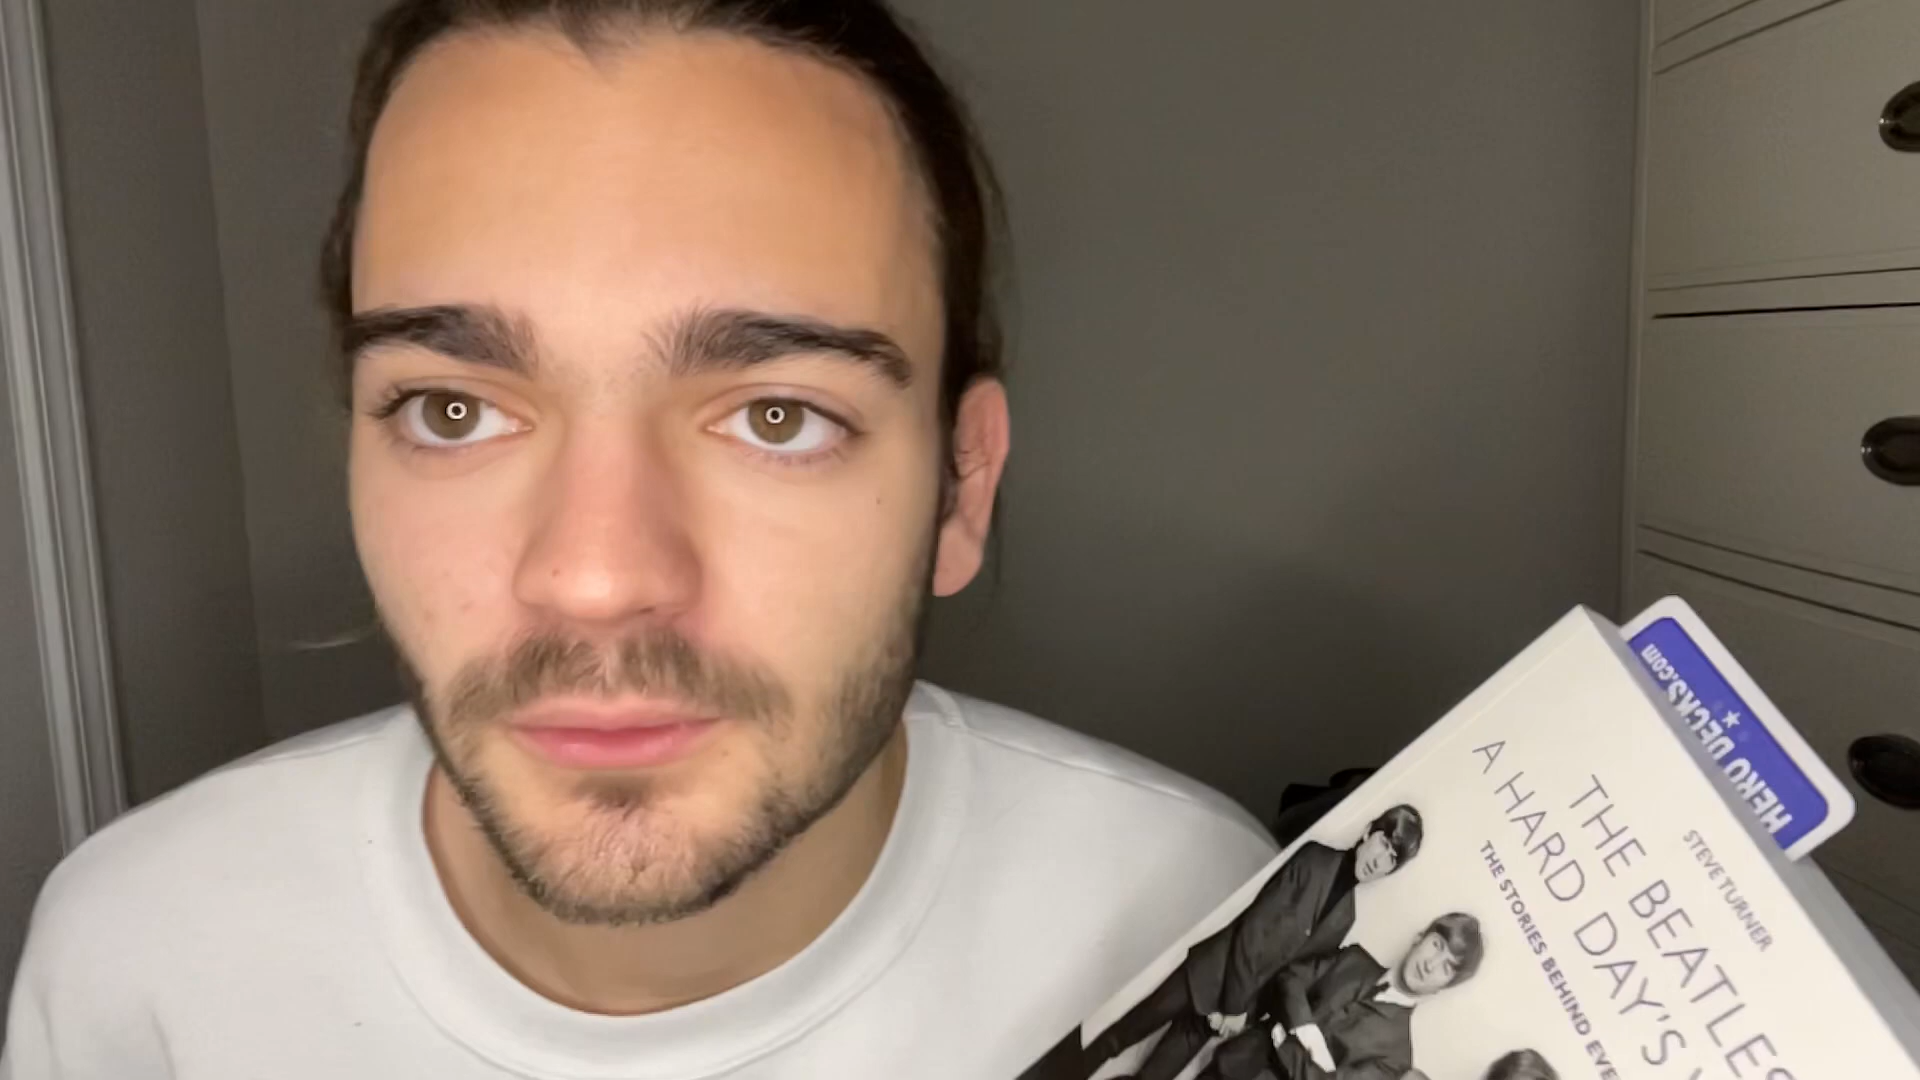 HERO DECKS.com
STEVE TURNER
THE BEATLES
A HARD DAY'S
THE STORIES BEHIND EVE